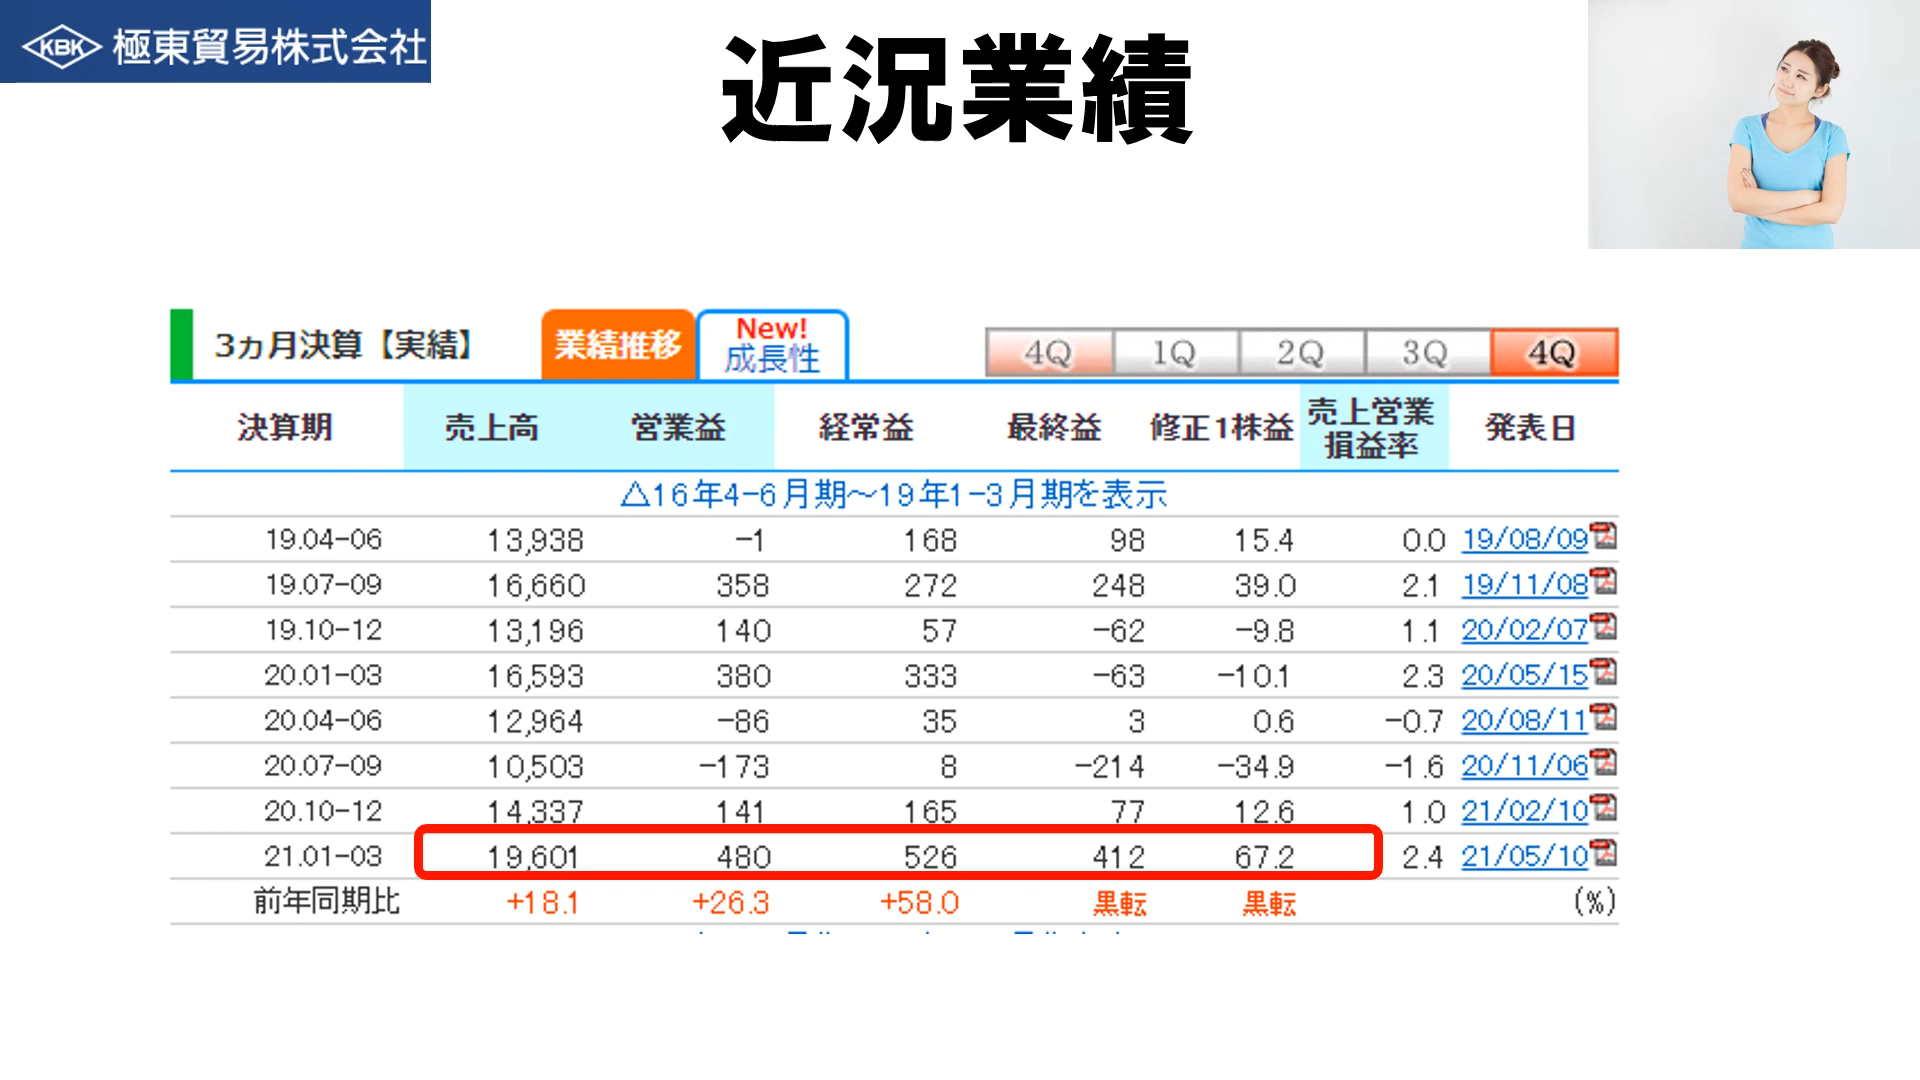 KBK 極東貿易株式会社
近況業績
3ヵ月決算【実績】 業績推移 New! 成長性 4Q 1Q 2Q 3Q 4Q
決算期 売上高 営業益 経常益 最終益 修正1株益 売上営業損益率 発表日
△16年4-6月期～19年1-3月期を表示
19.04-06 13,938 -1 168 98 15.4 0.0 19/08/09
19.07-09 16,660 358 272 248 39.0 2.1 19/11/08
19.10-12 13,196 140 57 -62 -9.8 1.1 20/02/07
20.01-03 16,593 380 333 -63 -10.1 2.3 20/05/15
20.04-06 12,964 -86 35 3 0.6 -0.7 20/08/11
20.07-09 10,503 -173 8 -214 -34.9 -1.6 20/11/06
20.10-12 14,337 141 165 77 12.6 1.0 21/02/10
21.01-03 19,601 480 526 412 67.2 2.4 21/05/10
前年同期比 +18.1 +26.3 +58.0 黒転 黒転 (%)